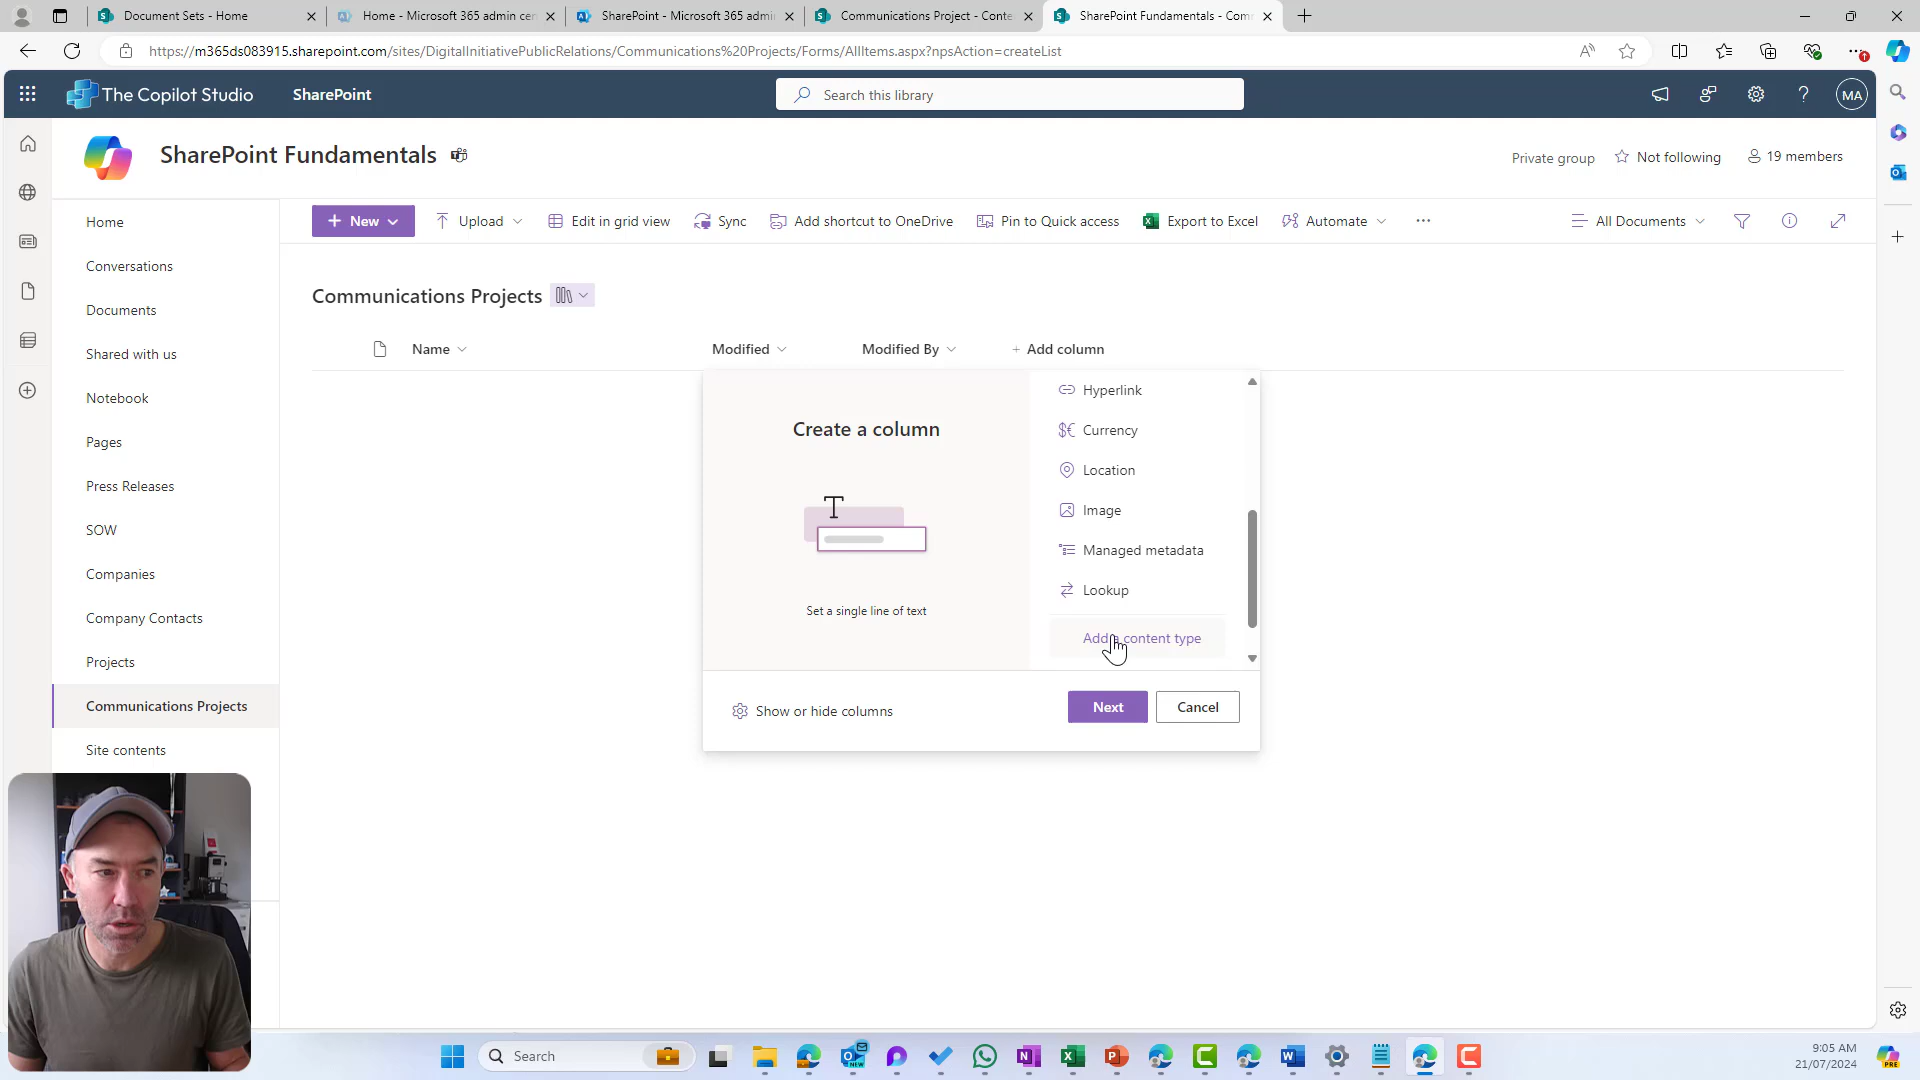 Document Sets - Home
Home - Microsoft 365 admin cen
SharePoint - Microsoft 365 admi
Communications Project - Conte
SharePoint Fundamentals - Com
https://m365ds083915.sharepoint.com/sites/DigitalInitiativePublicRelations/Communications%20Projects/Forms/AllItems.aspx?npsAction=createList
The Copilot Studio
SharePoint
Search this library
MA
SharePoint Fundamentals
Private group
Not following
19 members
Home
Conversations
Documents
Shared with us
Notebook
Pages
Press Releases
SOW
Companies
Company Contacts
Projects
Communications Projects
Site contents
New
Upload
Edit in grid view
Sync
Add shortcut to OneDrive
Pin to Quick access
Export to Excel
Automate
All Documents
Communications Projects
Name
Modified
Modified By
+ Add column
Create a column
Set a single line of text
Hyperlink
Currency
Location
Image
Managed metadata
Lookup
Add a content type
Show or hide columns
Next
Cancel
Search
9:05 AM
21/07/2024